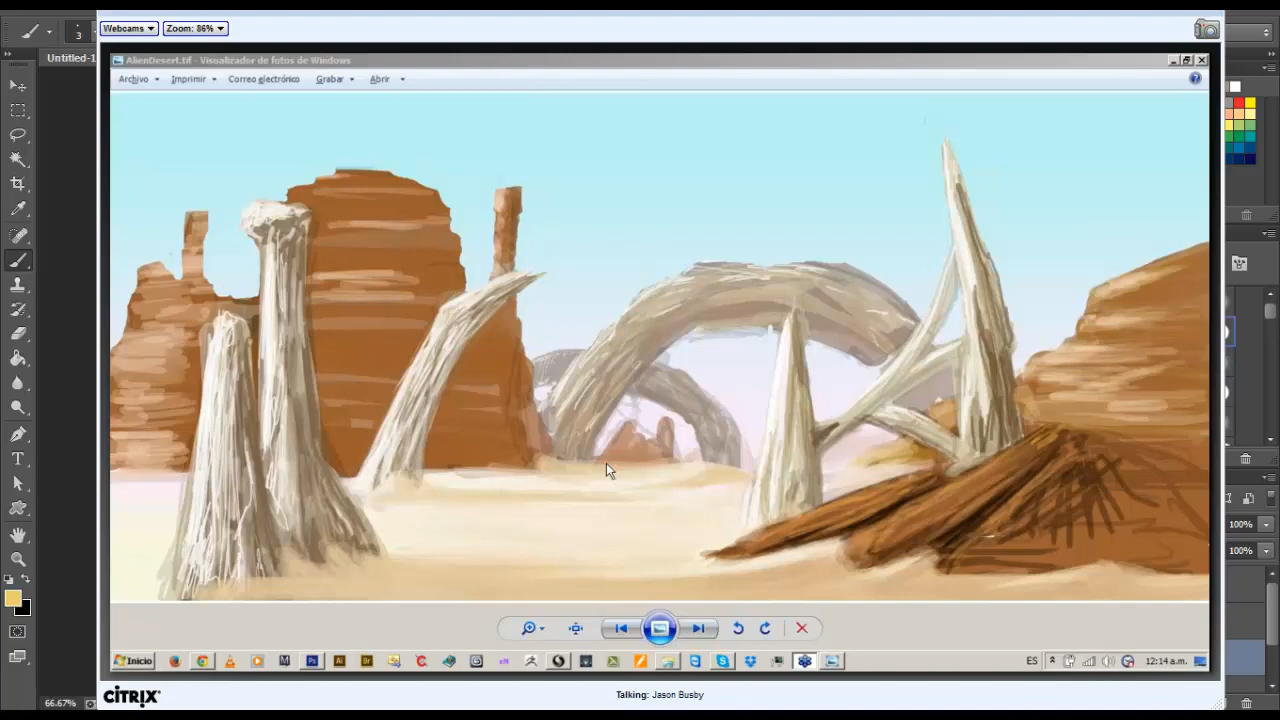 3
Untitled-1
Webcams
Zoom: 86%
AlienDesert.tif - Visualizador de fotos de Windows
Archivo
Imprimir
Correo electrónico
Grabar
Abrir
100%
100%
Inicio
ES
12:14 a.m.
66.67%
CITRIX
Talking: Jason Busby